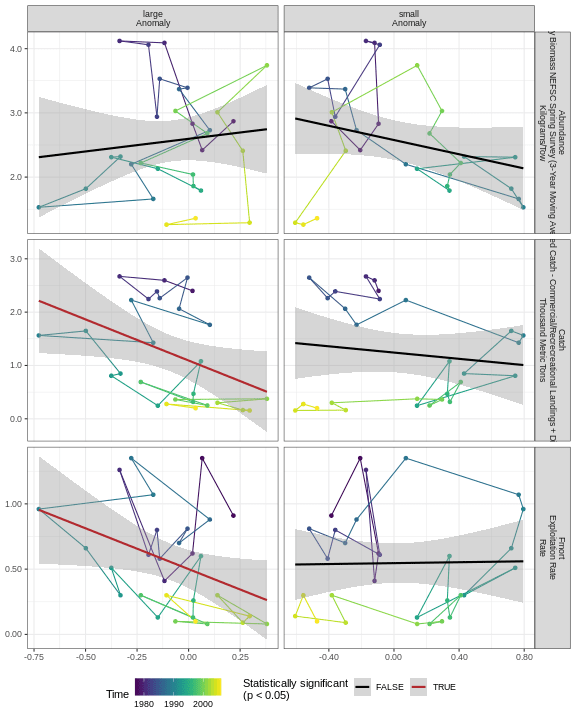 large
Anomaly
small
Anomaly
4.0
3.0
2.0
Abundance
Biomass NEFSC Spring Survey (3-Year Moving
Kilograms/tow
3.0
2.0
1.0
0.0
Catch
Catch - Commercial/Recreational Landings +
Thousand Metric Tons
1.00
0.50
0.00
Fmort
Exploitation Rate
Rate
-0.75
-0.50
-0.25
0.00
0.25
-0.40
0.00
0.40
0.80
Time
1980
1990
2000
Statistically significant
(p < 0.05)
FALSE
TRUE